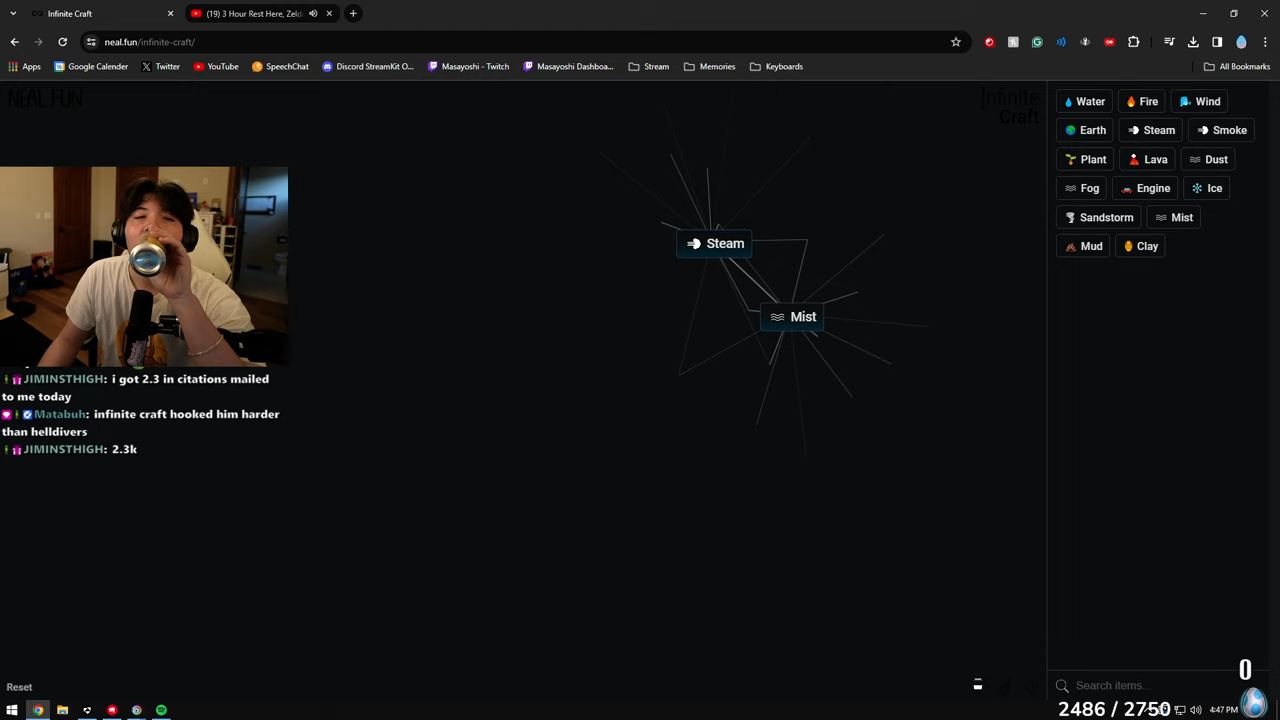 Infinite Craft
(19) 3 Hour Rest Here, Zeld
neal.fun/infinite-craft/
Apps
Google Calender
Twitter
YouTube
SpeechChat
Discord StreamKit O...
Masayoshi - Twitch
Masayoshi Dashboa...
Stream
Memories
Keyboards
All Bookmarks
NEAL.FUN
Infinite
Craft
Water
Fire
Wind
Earth
Steam
Smoke
Plant
Lava
Dust
Fog
Engine
Ice
Sandstorm
Mist
Mud
Clay
Steam
Mist
JIMINSTHIGH: i got 2.3 in citations mailed
to me today
Matabuh: infinite craft hooked him harder
than helldivers
JIMINSTHIGH: 2.3k
Reset
Search items...
0
2486 / 2750
4:47 PM